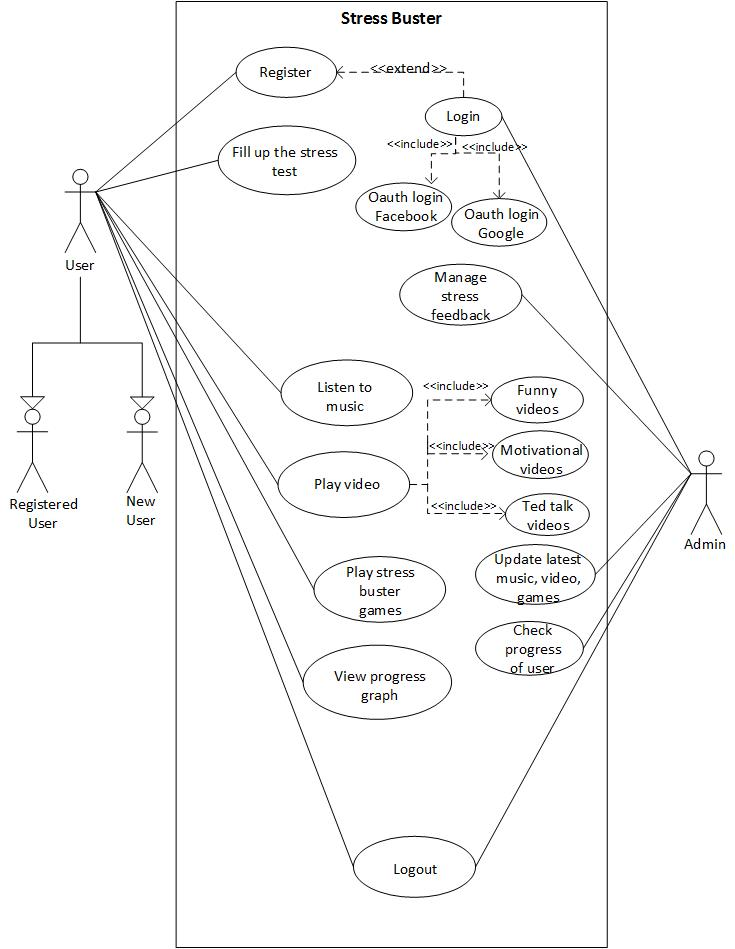 Stress Buster
Register
<<extend>>
Login
<<include>>
<<include>>
Fill up the stress
test
Oauth login
Facebook
Oauth login
Google
User
Manage
stress
feedback
Listen to
music
<<include>>
Funny
videos
<<include>>
Motivational
videos
Play video
<<include>>
Ted talk
videos
Registered
User
New
User
Admin
Update latest
music, video,
games
Play stress
buster
games
Check
progress
of user
View progress
graph
Logout